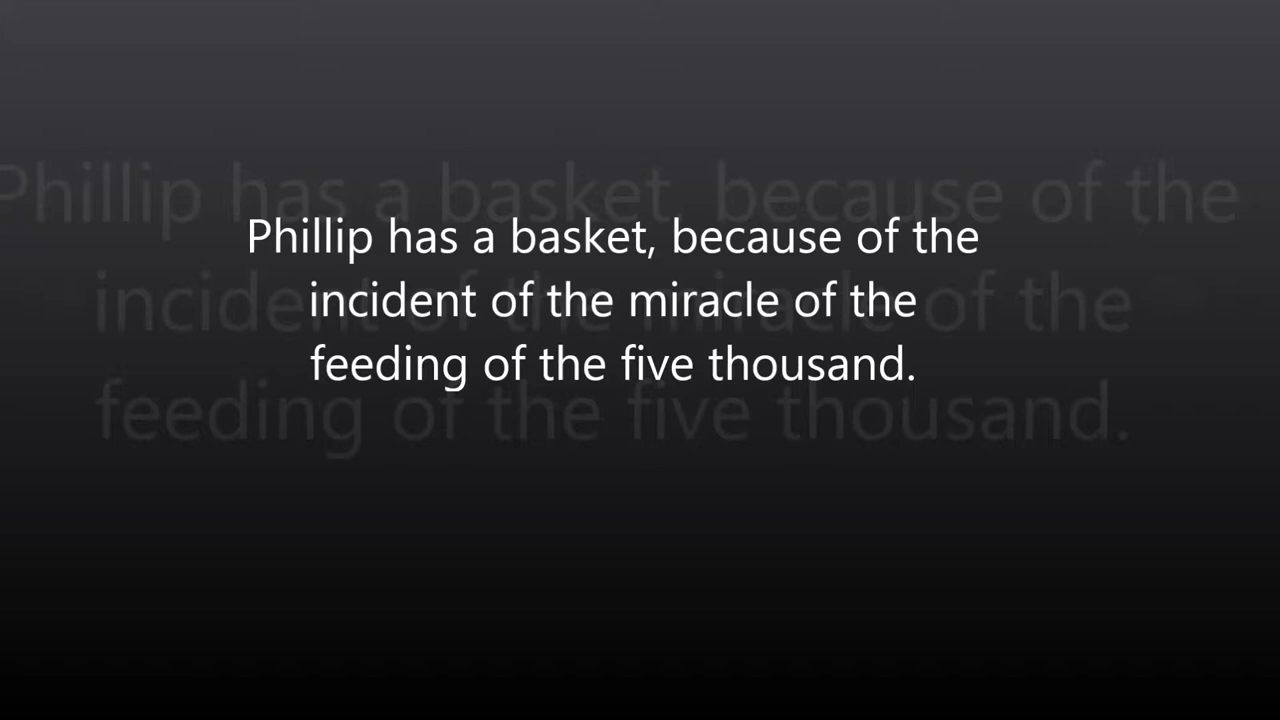 Phillip has a basket, because of the
incident of the miracle of the
feeding of the five thousand.